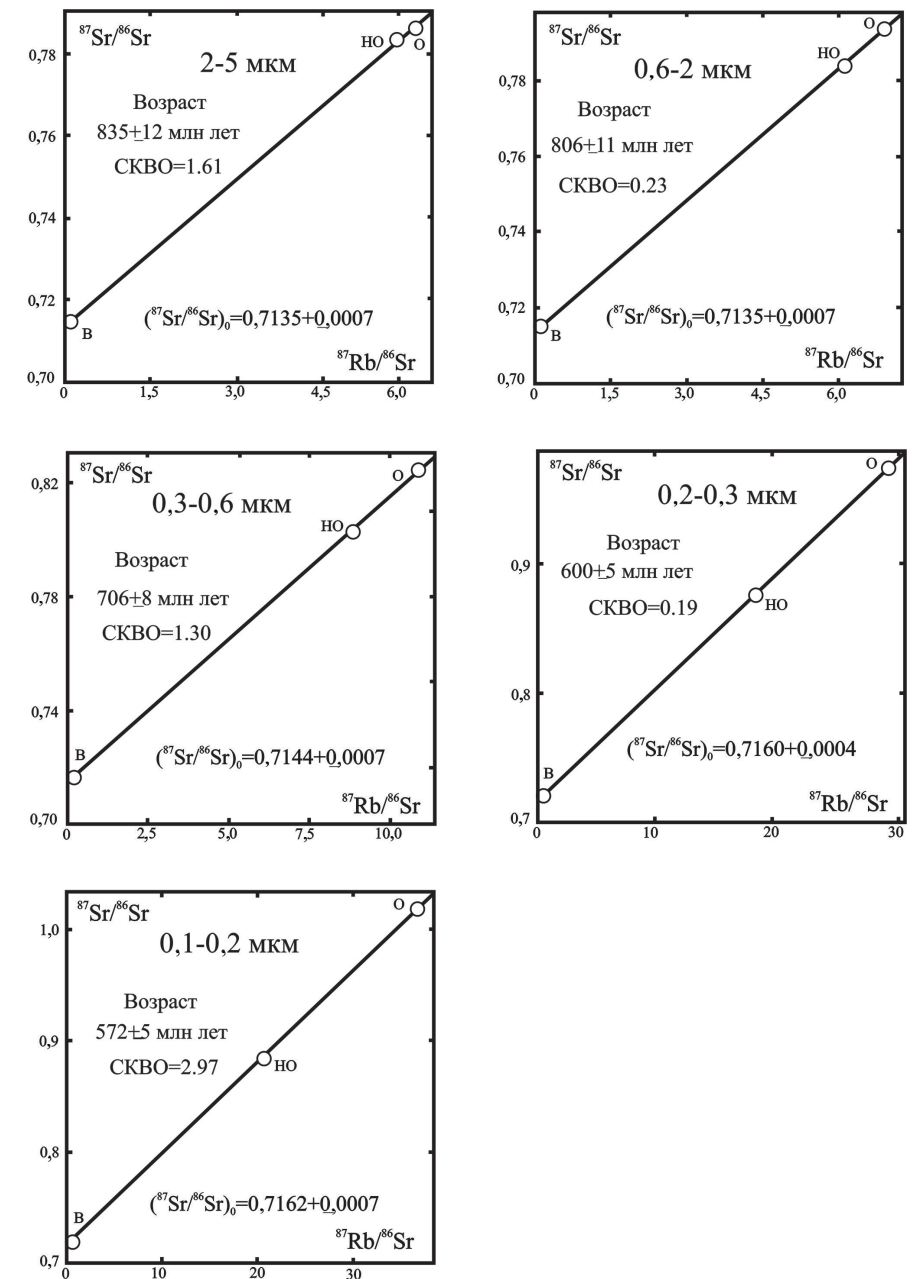 ⁸⁷Sr/⁸⁶Sr
2-5 мкм
Возраст
835±12 млн лет
СКВО=1.61
НО
О
В
(⁸⁷Sr/⁸⁶Sr)₀=0,7135±0,0007
⁸⁷Rb/⁸⁶Sr
0,78
0,76
0,74
0,72
0,70
0 1,5 3,0 4,5 6,0
⁸⁷Sr/⁸⁶Sr
0,6-2 мкм
Возраст
806±11 млн лет
СКВО=0.23
О
НО
В
(⁸⁷Sr/⁸⁶Sr)₀=0,7135±0,0007
⁸⁷Rb/⁸⁶Sr
0,78
0,76
0,74
0,72
0,70
0 1,5 3,0 4,5 6,0
⁸⁷Sr/⁸⁶Sr
0,3-0,6 мкм
Возраст
706±8 млн лет
СКВО=1.30
О
НО
В
(⁸⁷Sr/⁸⁶Sr)₀=0,7144±0,0007
⁸⁷Rb/⁸⁶Sr
0,82
0,78
0,74
0,70
0 2,5 5,0 7,5 10,0
⁸⁷Sr/⁸⁶Sr
0,2-0,3 мкм
Возраст
600±5 млн лет
СКВО=0.19
О
НО
В
(⁸⁷Sr/⁸⁶Sr)₀=0,7160±0,0004
⁸⁷Rb/⁸⁶Sr
0,9
0,8
0,7
0 10 20 30
⁸⁷Sr/⁸⁶Sr
0,1-0,2 мкм
Возраст
572±5 млн лет
СКВО=2.97
О
НО
В
(⁸⁷Sr/⁸⁶Sr)₀=0,7162±0,0007
⁸⁷Rb/⁸⁶Sr
1,0
0,9
0,8
0,7
0 10 20 30